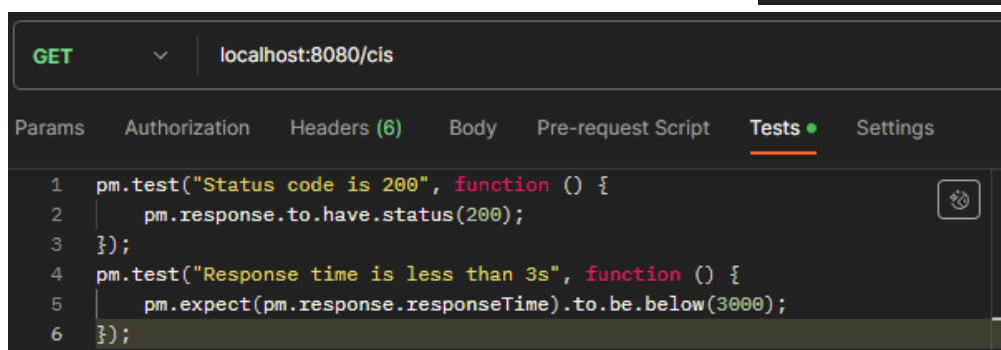 GET localhost:8080/cis
Params Authorization Headers (6) Body Pre-request Script Tests Settings
1 pm.test("Status code is 200", function () {
2 pm.response.to.have.status(200);
3 });
4 pm.test("Response time is less than 3s", function () {
5 pm.expect(pm.response.responseTime).to.be.below(3000);
6 });